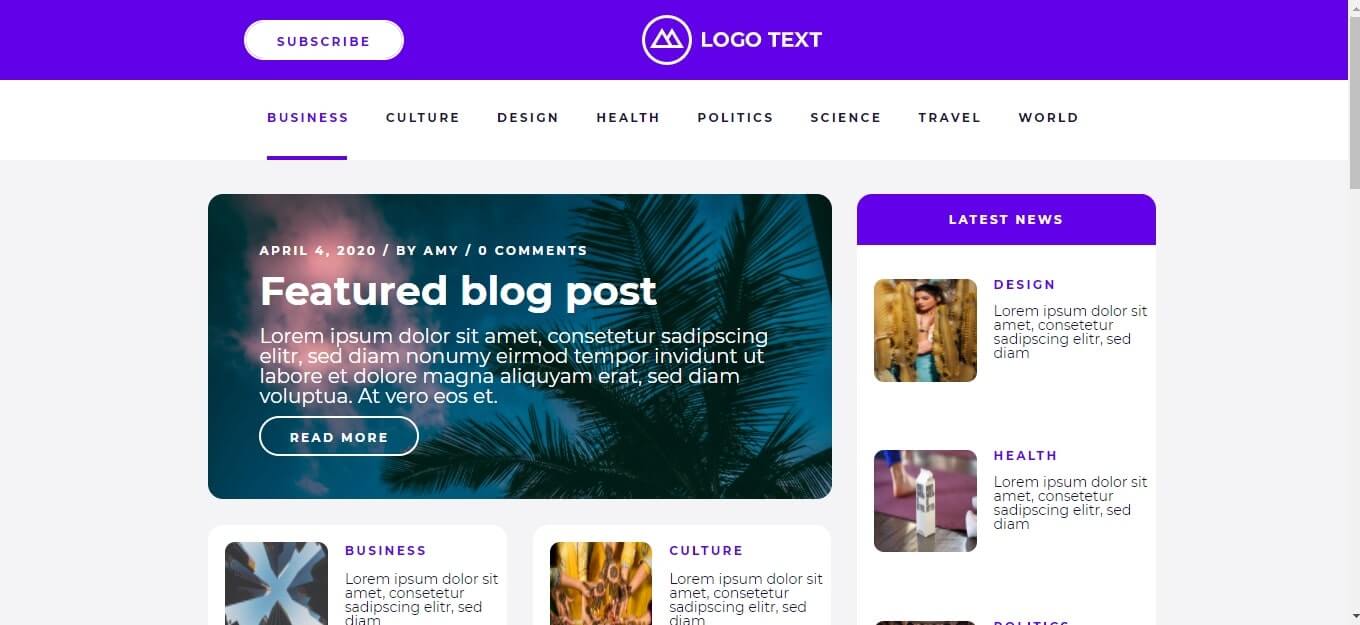 SUBSCRIBE
LOGO TEXT
BUSINESS CULTURE DESIGN HEALTH POLITICS SCIENCE TRAVEL WORLD
APRIL 4, 2020 / BY AMY / 0 COMMENTS
Featured blog post
Lorem ipsum dolor sit amet, consetetur sadipscing
elitr, sed diam nonumy eirmod tempor invidunt ut
labore et dolore magna aliquyam erat, sed diam
voluptua. At vero eos et.
READ MORE
BUSINESS
Lorem ipsum dolor sit
amet, consetetur
sadipscing elitr, sed
diam
CULTURE
Lorem ipsum dolor sit
amet, consetetur
sadipscing elitr, sed
diam
LATEST NEWS
DESIGN
Lorem ipsum dolor sit
amet, consetetur
sadipscing elitr, sed
diam
HEALTH
Lorem ipsum dolor sit
amet, consetetur
sadipscing elitr, sed
diam
POLITICS